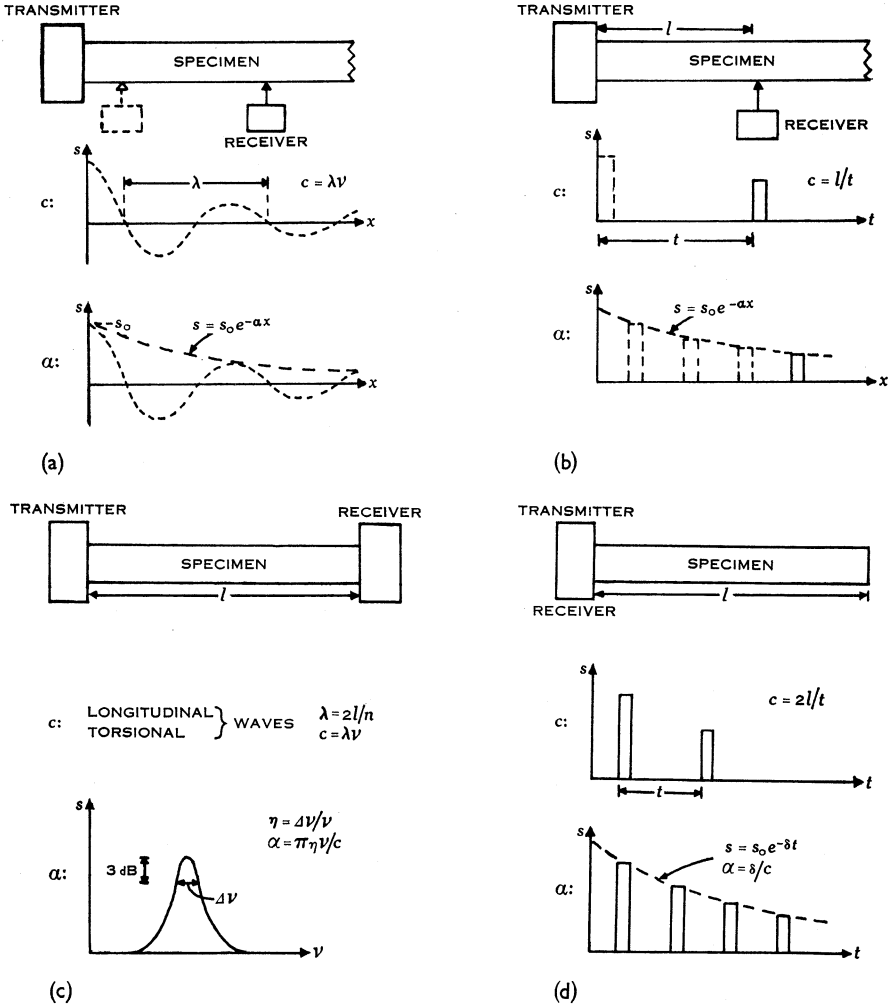 TRANSMITTER
SPECIMEN
RECEIVER
s
λ
c = λν
c:
x
s
s₀
s = s₀e^-αx
α:
x
(a)
TRANSMITTER
l
SPECIMEN
RECEIVER
s
c = l/t
c:
t
t
s
s = s₀e^-αx
α:
x
(b)
TRANSMITTER
RECEIVER
SPECIMEN
l
c: LONGITUDINAL } WAVES λ = 2l/n
TORSIONAL c = λν
s
η = Δν/ν
α = πην/c
3 dB
α:
Δν
ν
(c)
TRANSMITTER
SPECIMEN
RECEIVER
l
s
c = 2l/t
c:
t
t
s
s = s₀e^-δt
α = δ/c
α:
t
(d)